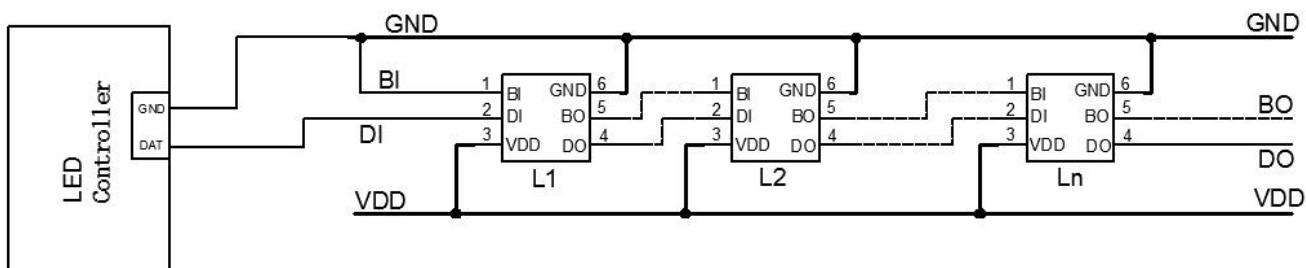 GND GND
BI
1 BI GND 6
2 DI BO 5
3 VDD DO 4
L1
1 BI GND 6
2 DI BO 5
3 VDD DO 4
L2
1 BI GND 6
2 DI BO 5
3 VDD DO 4
Ln
LED
Controller
GND
DAT
DI
BO
DO
VDD VDD